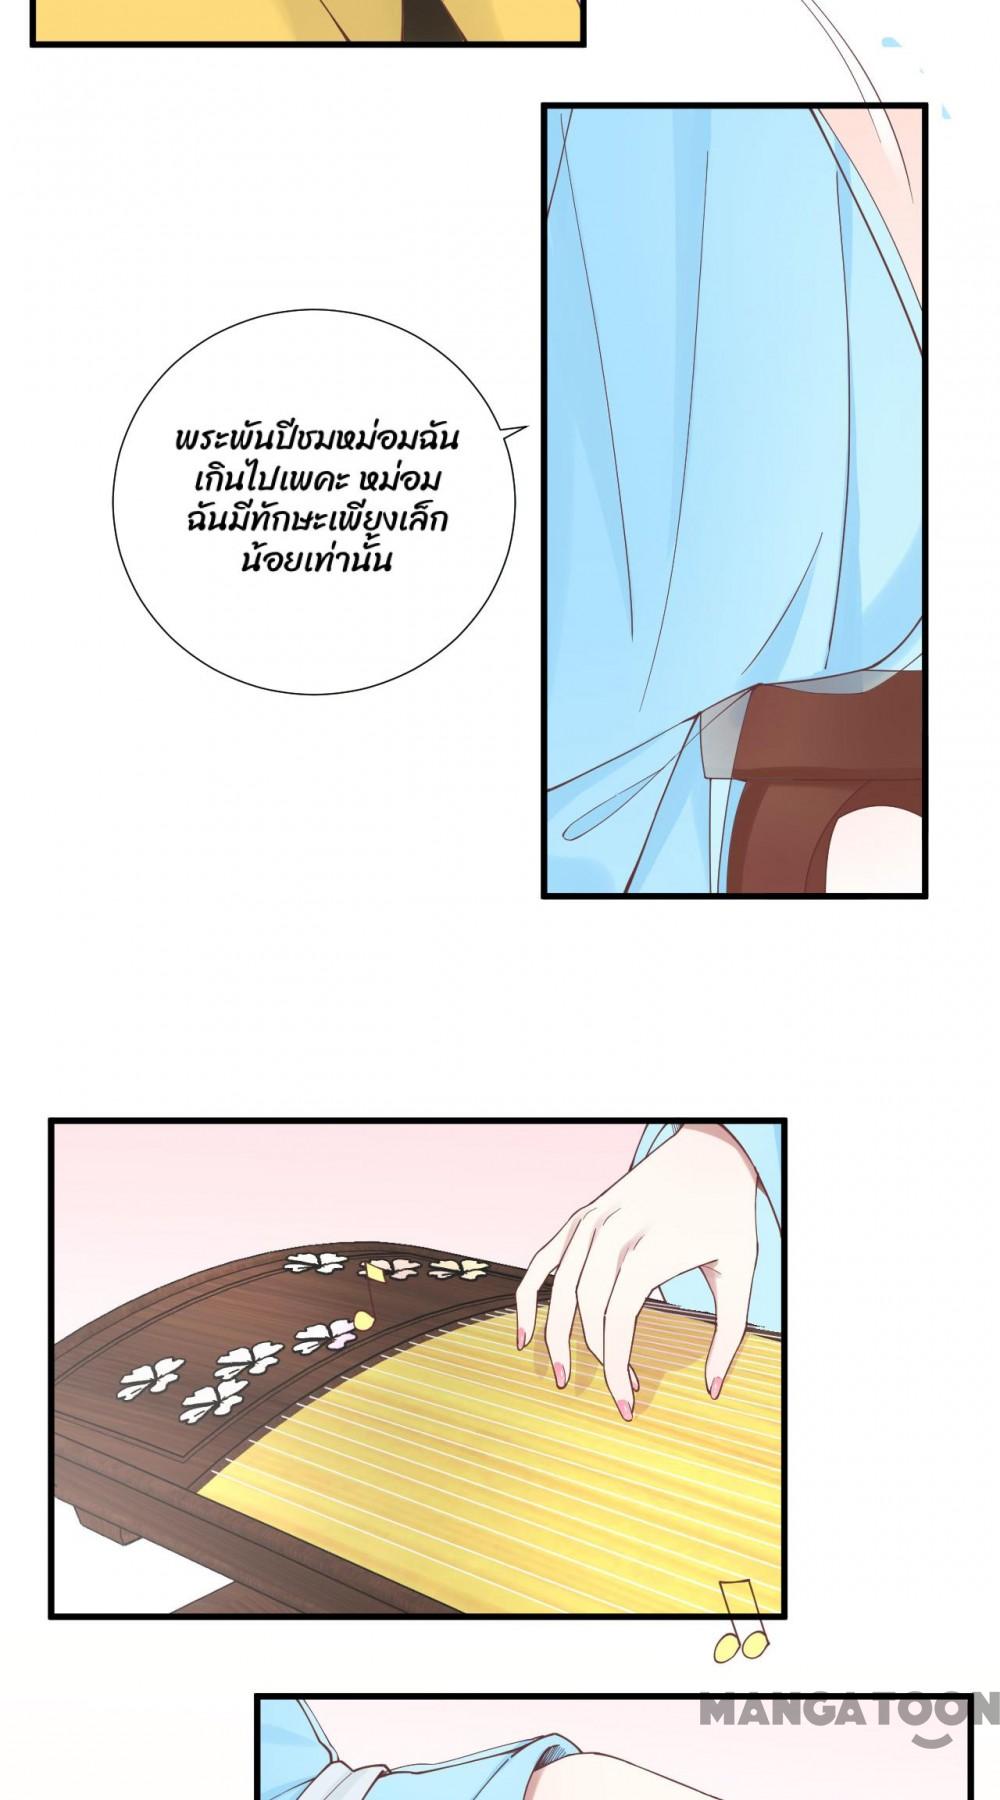 พระพันปีชมหม่อมฉัน
เกินไปเพคะ หม่อม
ฉันมีทักษะเพียงเล็ก
น้อยเท่านั้น
MANGATOON